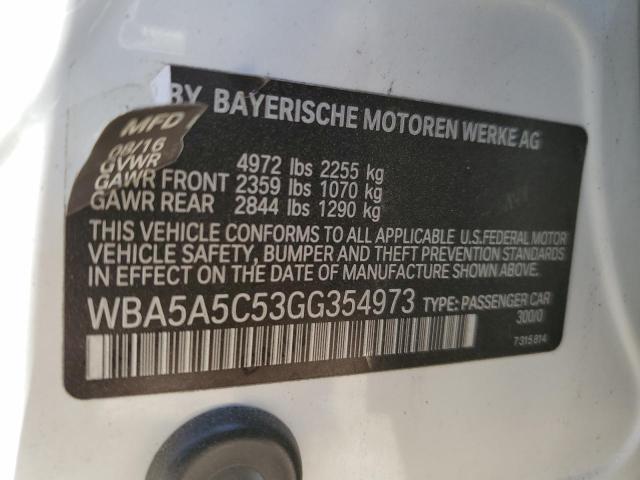 MFD BY BAYERISCHE MOTOREN WERKE AG
08/16
GVWR 4972 lbs 2255 kg
GAWR FRONT 2359 lbs 1070 kg
GAWR REAR 2844 lbs 1290 kg
THIS VEHICLE CONFORMS TO ALL APPLICABLE U.S.FEDERAL MOTOR
VEHICLE SAFETY, BUMPER AND THEFT PREVENTION STANDARDS
IN EFFECT ON THE DATE OF MANUFACTURE SHOWN ABOVE.
WBA5A5C53GG354973 TYPE: PASSENGER CAR
300/0
7315814